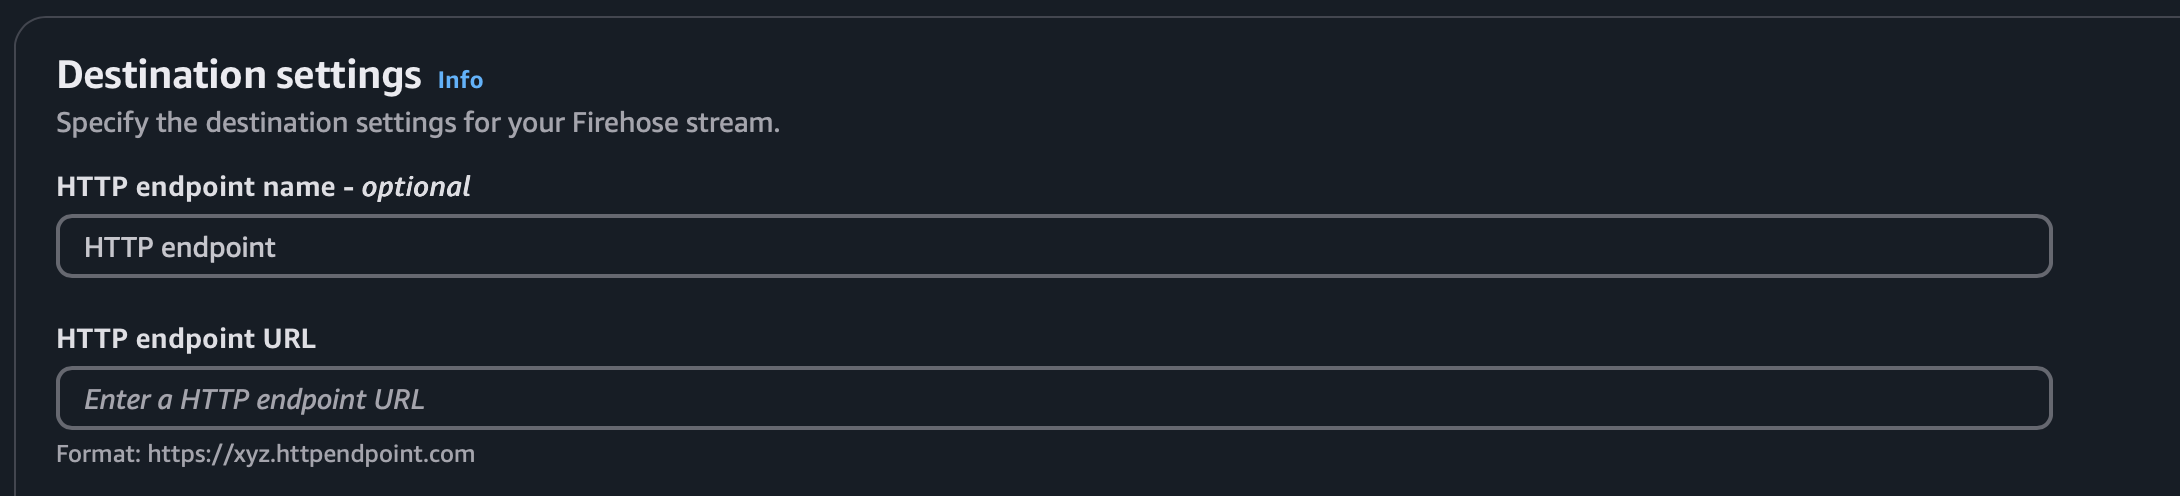 Destination settings Info
Specify the destination settings for your Firehose stream.
HTTP endpoint name - optional
HTTP endpoint
HTTP endpoint URL
Enter a HTTP endpoint URL
Format: https://xyz.httpendpoint.com